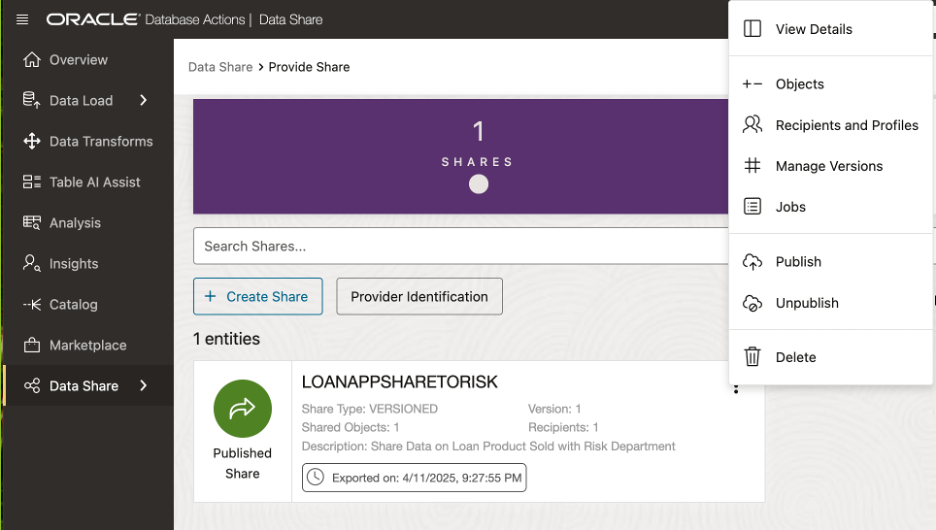 ORACLE Database Actions | Data Share
Overview
Data Load
Data Transforms
Table AI Assist
Analysis
Insights
Catalog
Marketplace
Data Share
Data Share > Provide Share
1
SHARES
Search Shares...
+ Create Share
Provider Identification
1 entities
Published
Share
LOANAPPSHARETORISK
Share Type: VERSIONED Version: 1
Shared Objects: 1 Recipients: 1
Description: Share Data on Loan Product Sold with Risk Department
Exported on: 4/11/2025, 9:27:55 PM
View Details
Objects
Recipients and Profiles
Manage Versions
Jobs
Publish
Unpublish
Delete